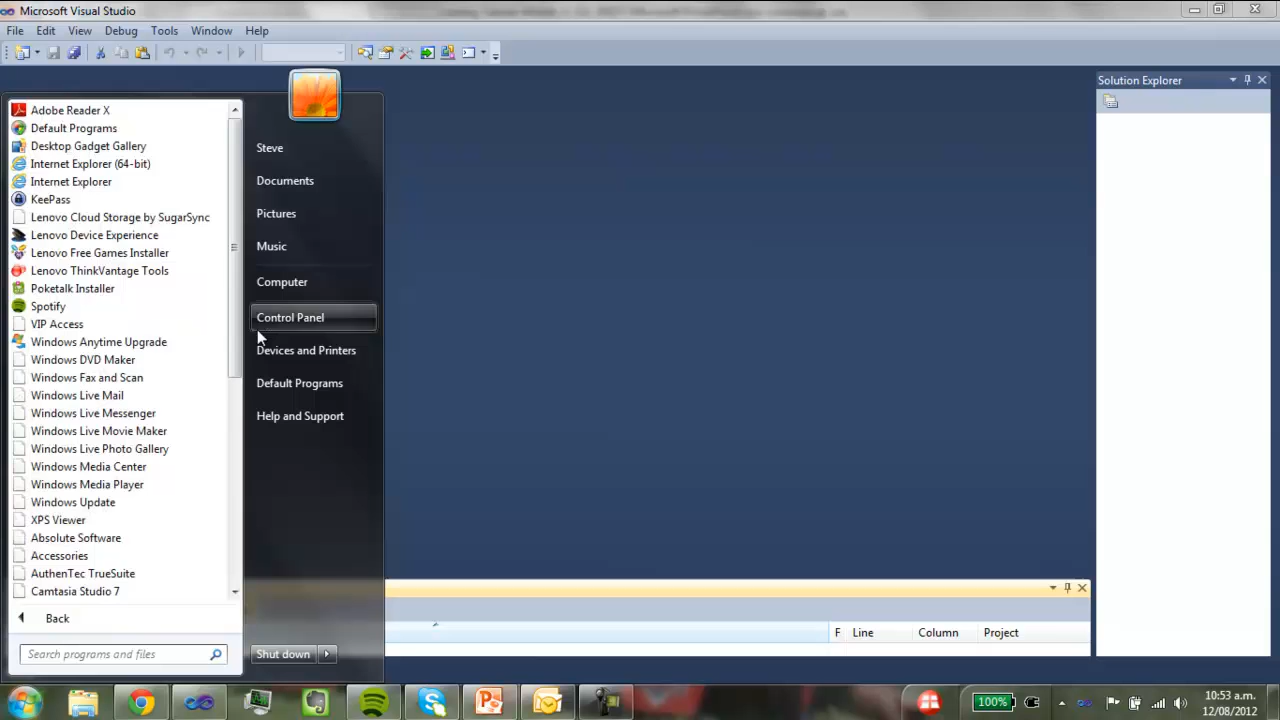 Microsoft Visual Studio
File Edit View Debug Tools Window Help
Solution Explorer
Adobe Reader X
Default Programs
Desktop Gadget Gallery
Internet Explorer (64-bit)
Internet Explorer
KeePass
Lenovo Cloud Storage by SugarSync
Lenovo Device Experience
Lenovo Free Games Installer
Lenovo ThinkVantage Tools
Poketalk Installer
Spotify
VIP Access
Windows Anytime Upgrade
Windows DVD Maker
Windows Fax and Scan
Windows Live Mail
Windows Live Messenger
Windows Live Movie Maker
Windows Live Photo Gallery
Windows Media Center
Windows Media Player
Windows Update
XPS Viewer
Absolute Software
Accessories
AuthenTec TrueSuite
Camtasia Studio 7
Back
Search programs and files
Steve
Documents
Pictures
Music
Computer
Control Panel
Devices and Printers
Default Programs
Help and Support
Shut down
F Line Column Project
100%
10:53 a.m.
12/08/2012